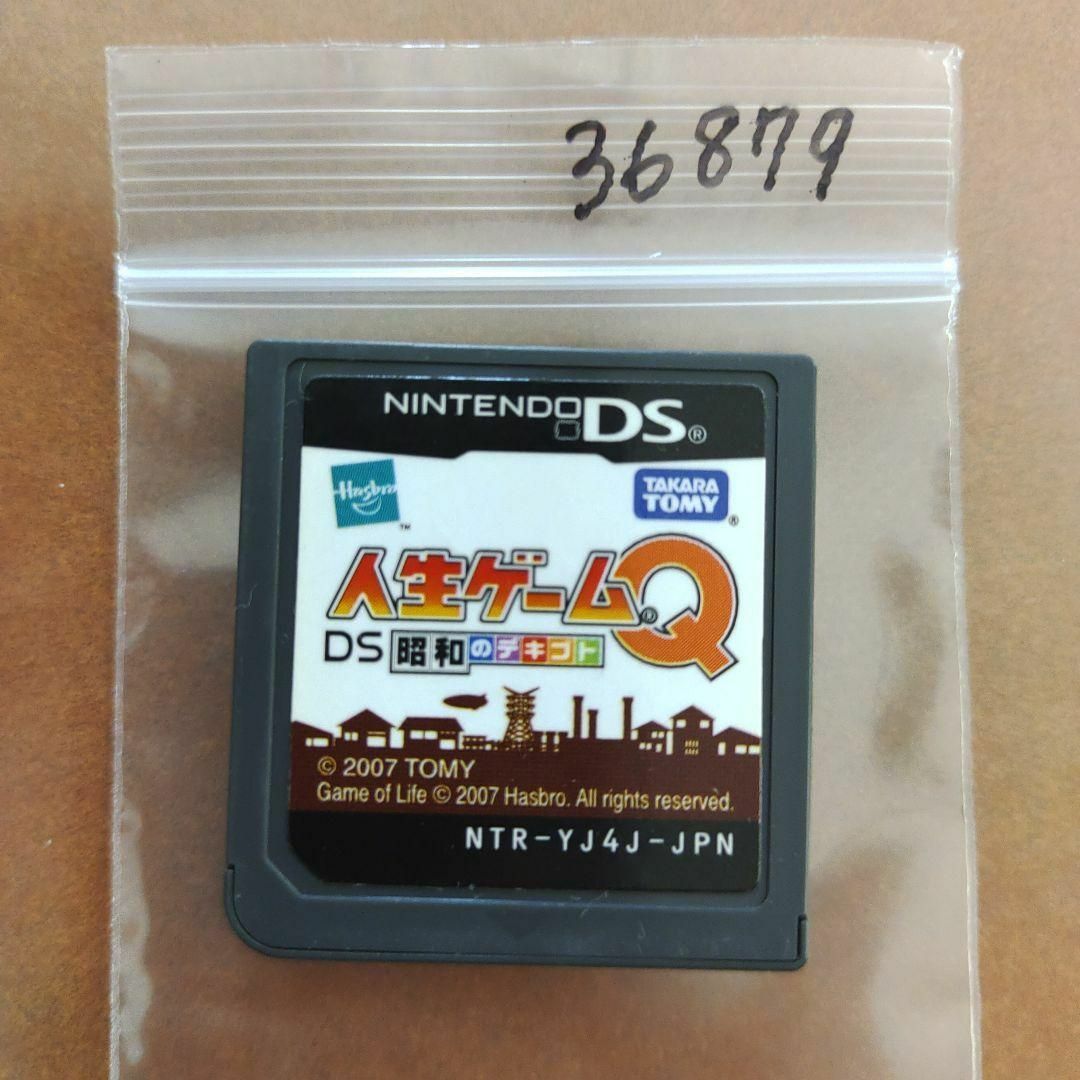 36879
NINTENDO DS®
Hasbro
™
TAKARA
TOMY
®
人生ゲーム®Q
DS 昭和のデキゴト
© 2007 TOMY
Game of Life © 2007 Hasbro. All rights reserved.
NTR-YJ4J-JPN